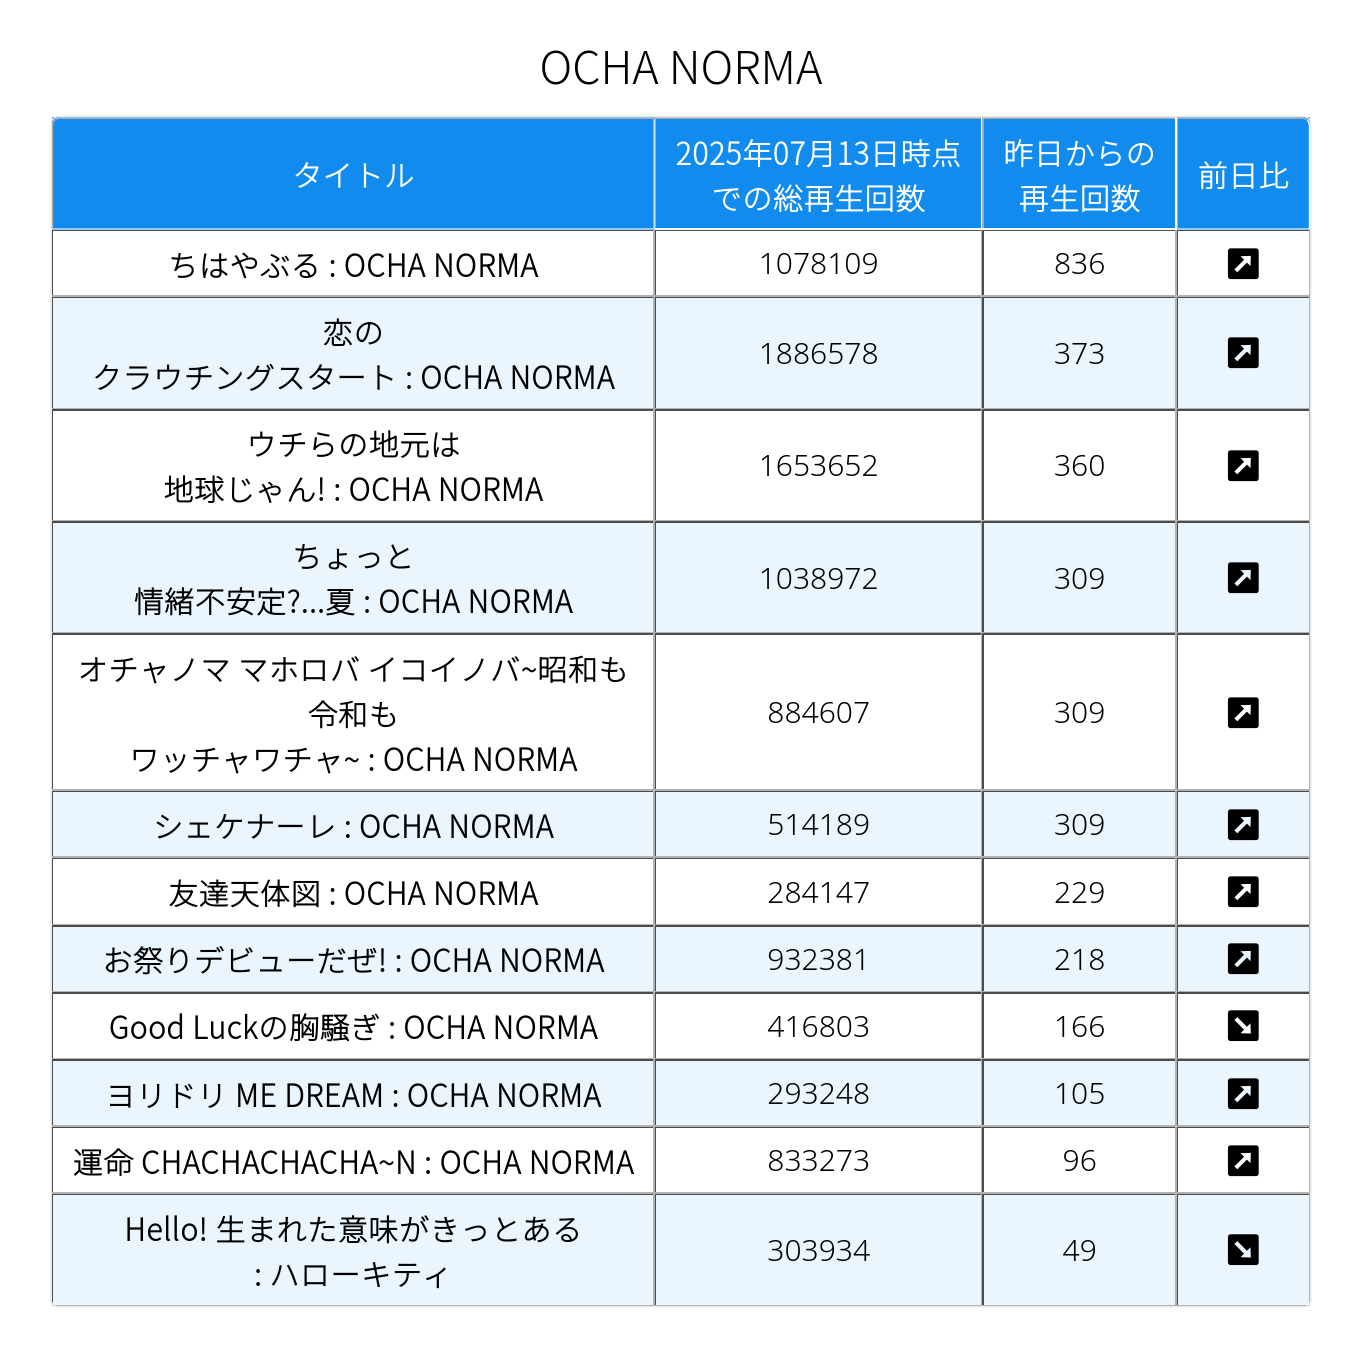 OCHA NORMA
タイトル
2025年07月13日時点
での総再生回数
昨日からの
再生回数
前日比
ちはやぶる : OCHA NORMA
1078109
836
恋の
クラウチングスタート : OCHA NORMA
1886578
373
ウチらの地元は
地球じゃん! : OCHA NORMA
1653652
360
ちょっと
情緒不安定?...夏 : OCHA NORMA
1038972
309
オチャノマ マホロバ イコイノバ~昭和も
令和も
ワッチャワチャ~ : OCHA NORMA
884607
309
シェケナーレ : OCHA NORMA
514189
309
友達天体図 : OCHA NORMA
284147
229
お祭りデビューだぜ! : OCHA NORMA
932381
218
Good Luckの胸騒ぎ : OCHA NORMA
416803
166
ヨリドリ ME DREAM : OCHA NORMA
293248
105
運命 CHACHACHACHA~N : OCHA NORMA
833273
96
Hello! 生まれた意味がきっとある
: ハローキティ
303934
49